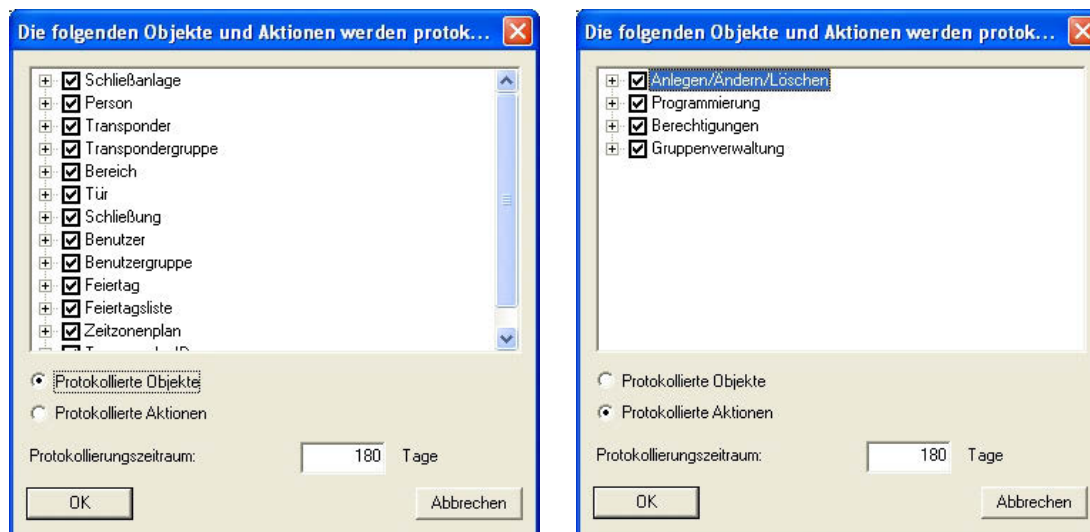 Die folgenden Objekte und Aktionen werden protok...
Schließanlage
Person
Transponder
Transpondergruppe
Bereich
Tür
Schließung
Benutzer
Benutzergruppe
Feiertag
Feiertagsliste
Zeitzonenplan
Protokollierte Objekte
Protokollierte Aktionen
Protokollierungszeitraum: 180 Tage
OK Abbrechen
Die folgenden Objekte und Aktionen werden protok...
Anlegen/Ändern/Löschen
Programmierung
Berechtigungen
Gruppenverwaltung
Protokollierte Objekte
Protokollierte Aktionen
Protokollierungszeitraum: 180 Tage
OK Abbrechen